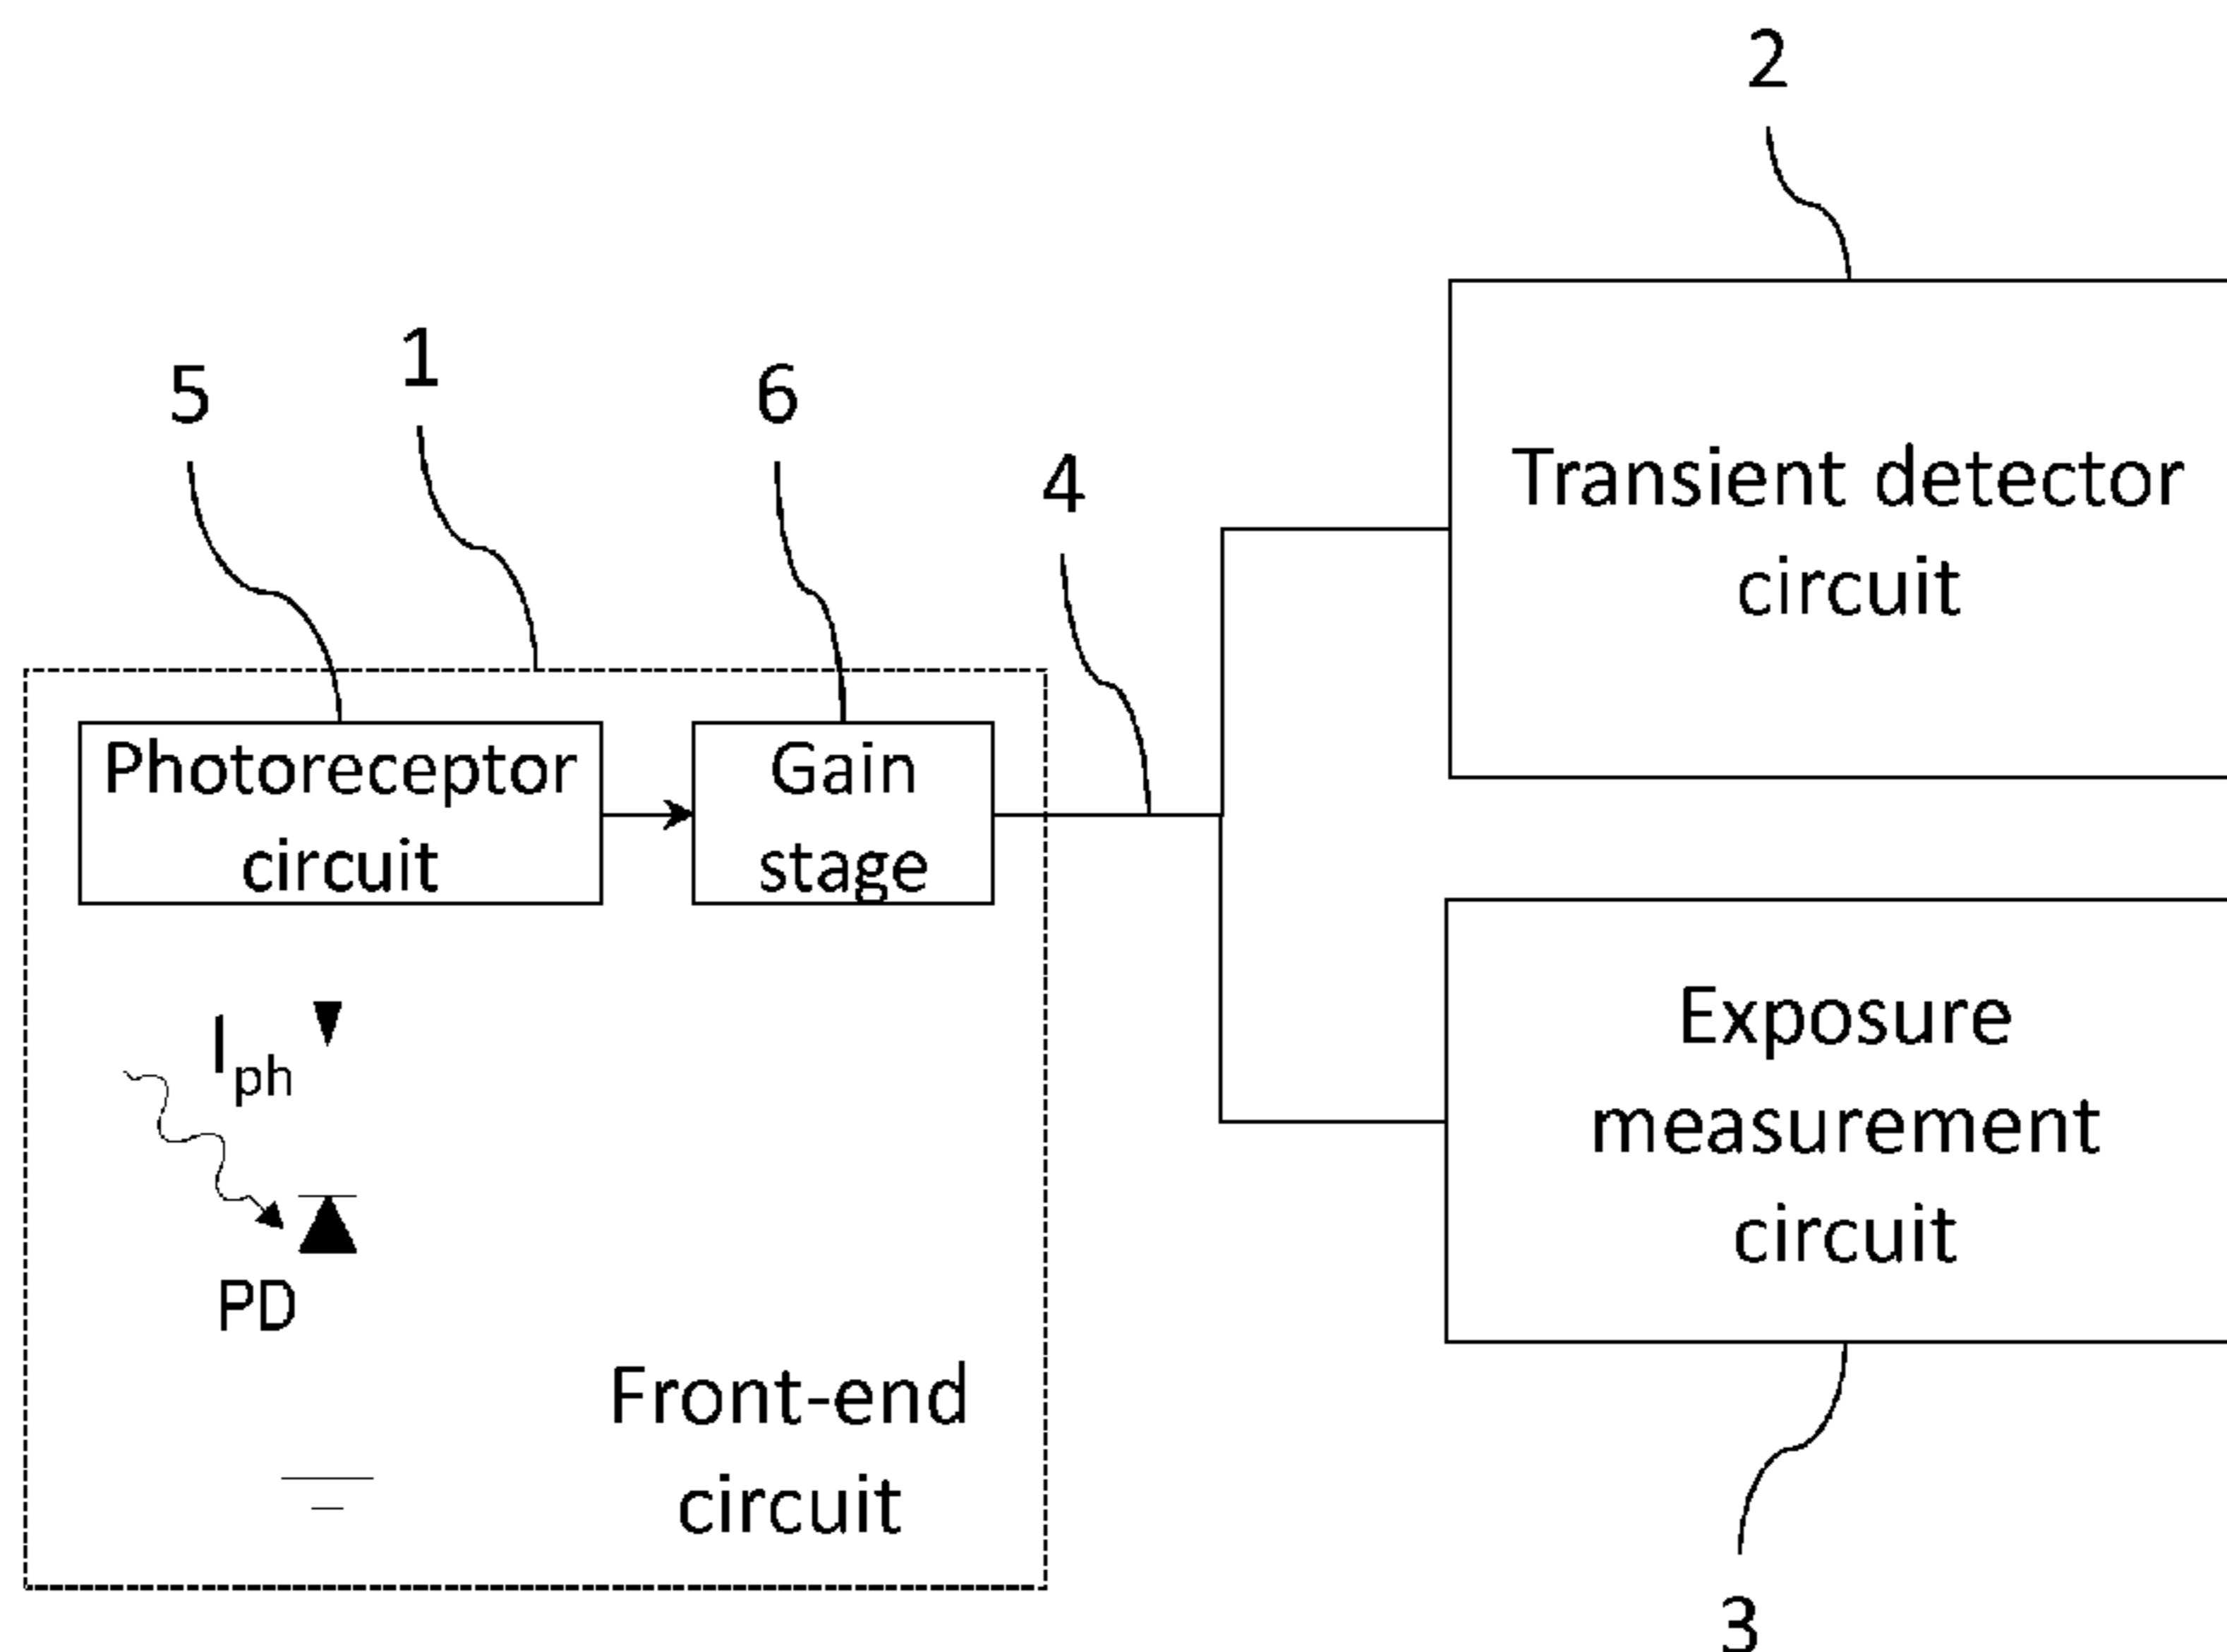 2
1
5
6
4
Transient detector
circuit
Photoreceptor
circuit
Gain
stage
Exposure
measurement
circuit
I
ph
PD
Front-end
circuit
3